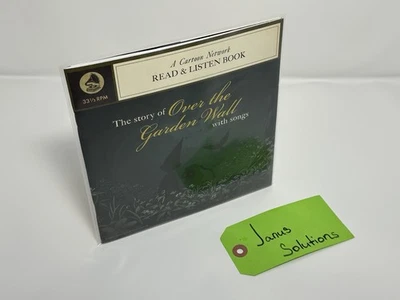 A Cartoon Network
READ & LISTEN BOOK
33⅓ RPM
The story of Over the
Garden Wall
with songs
Janus
Solutions